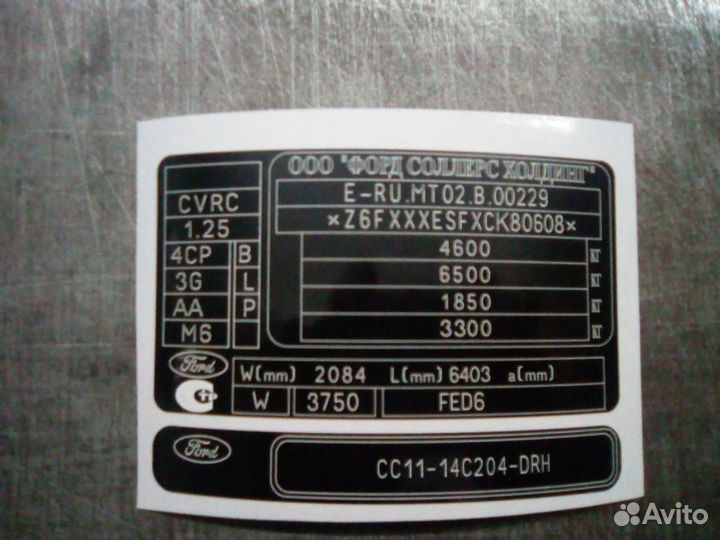 ООО "ФОРД СОЛЛЕРС ХОЛДИНГ"
E-RU.MT02.B.00229
*Z6FXXXESFXCK80608*
4600 кг
6500 кг
1850 кг
3300 кг
CVRC
1.25
4CP B
3G L
AA P
M6
Ford
W(mm) 2084 L(mm) 6403 a(mm)
W 3750 FED6
Ford
CC11-14C204-DRH
Avito